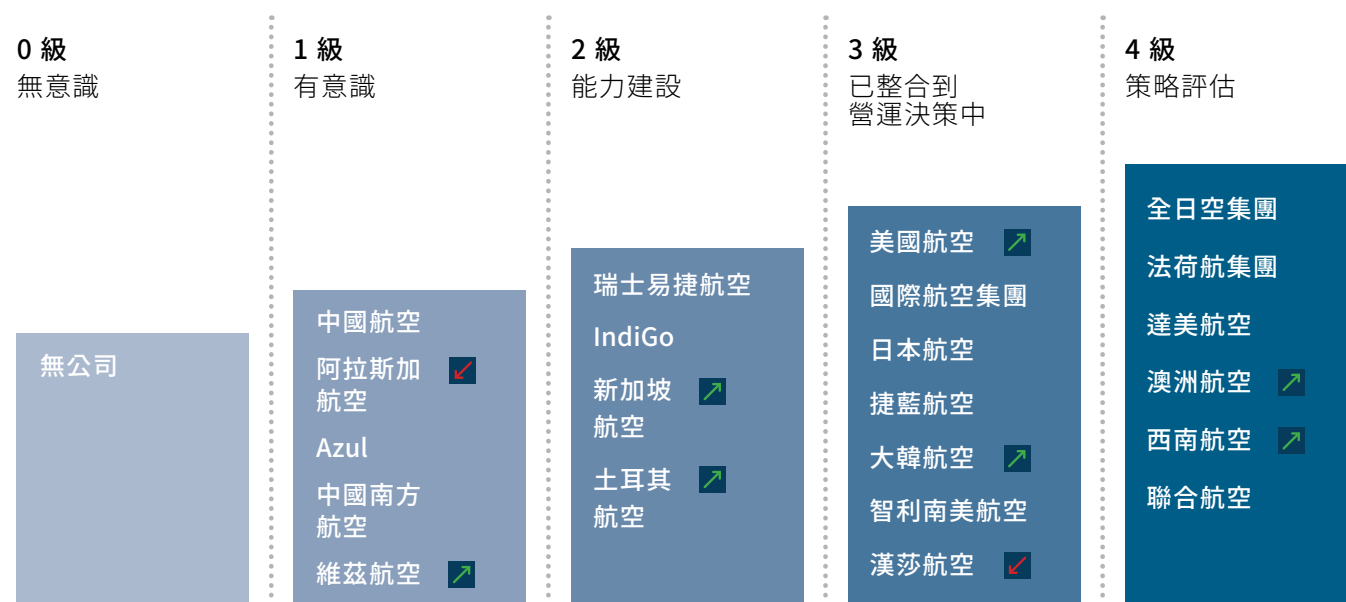 0 級
無意識
無公司
1 級
有意識
中國航空
阿拉斯加
航空
Azul
中國南方
航空
維茲航空
2 級
能力建設
瑞士易捷航空
IndiGo
新加坡
航空
土耳其
航空
3 級
已整合到
營運決策中
美國航空
國際航空集團
日本航空
捷藍航空
大韓航空
智利南美航空
漢莎航空
4 級
策略評估
全日空集團
法荷航集團
達美航空
澳洲航空
西南航空
聯合航空